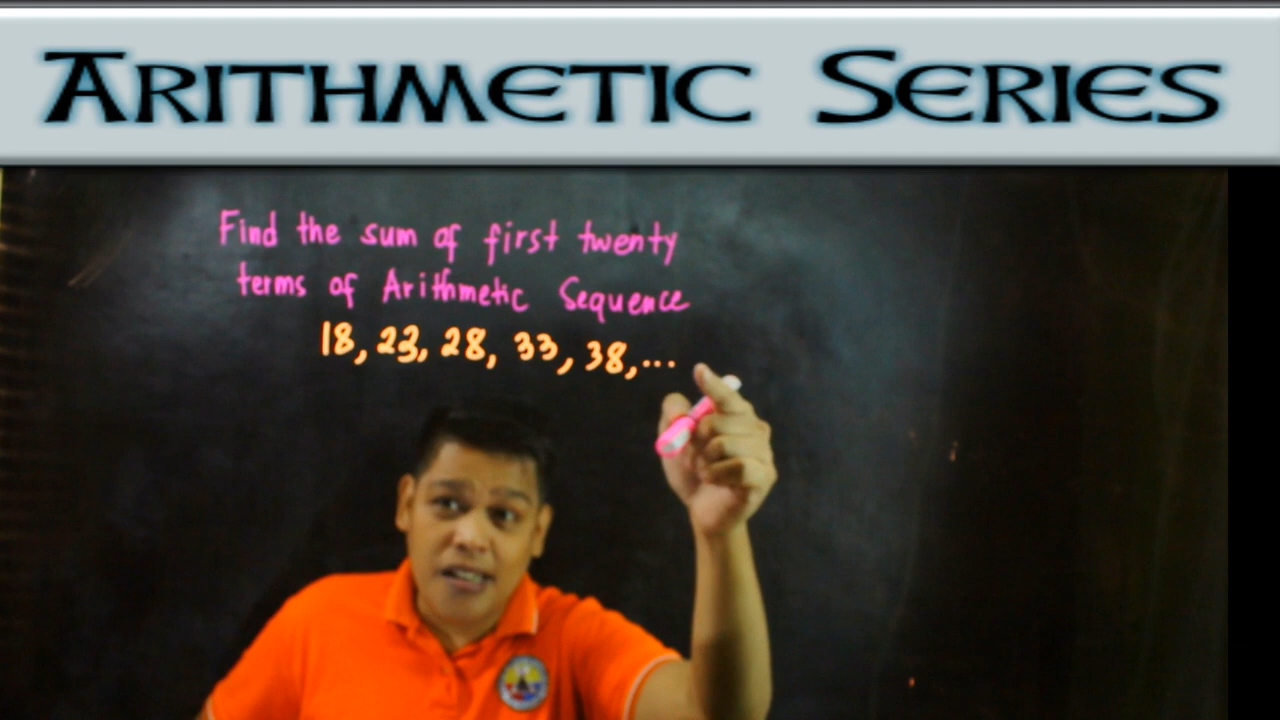 ARITHMETIC SERIES
Find the sum of first twenty
terms of Arithmetic Sequence
18, 23, 28, 33, 38, ...